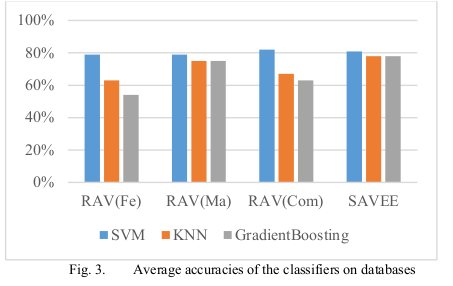 100%
80%
60%
40%
20%
0%
RAV(Fe) RAV(Ma) RAV(Com) SAVEE
SVM KNN GradientBoosting
Fig. 3. Average accuracies of the classifiers on databases